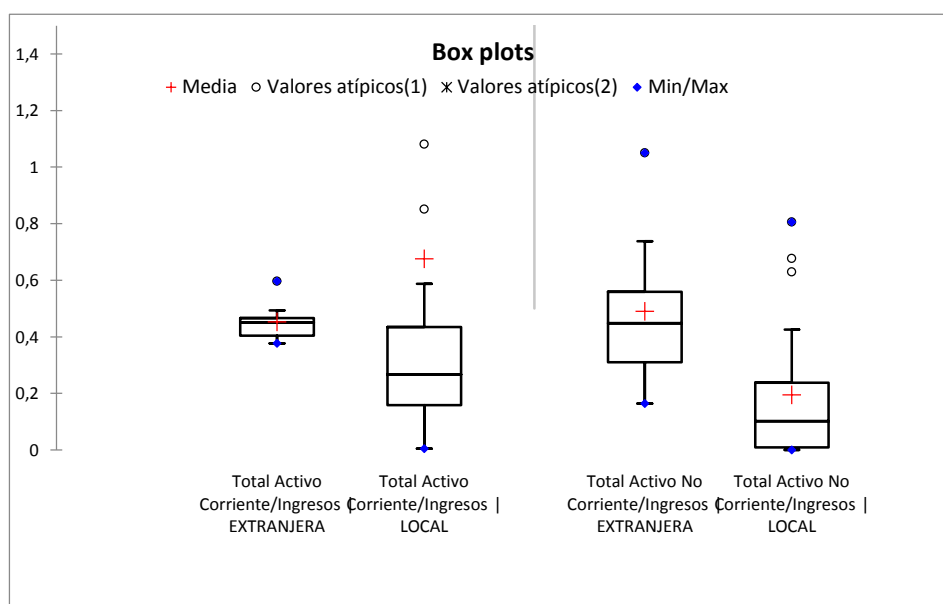 Box plots
Media Valores atípicos(1) Valores atípicos(2) Min/Max
1,4
1,2
1
0,8
0,6
0,4
0,2
0
Total Activo
Corriente/Ingresos |
EXTRANJERA
Total Activo
Corriente/Ingresos |
LOCAL
Total Activo No
Corriente/Ingresos |
EXTRANJERA
Total Activo No
Corriente/Ingresos |
LOCAL